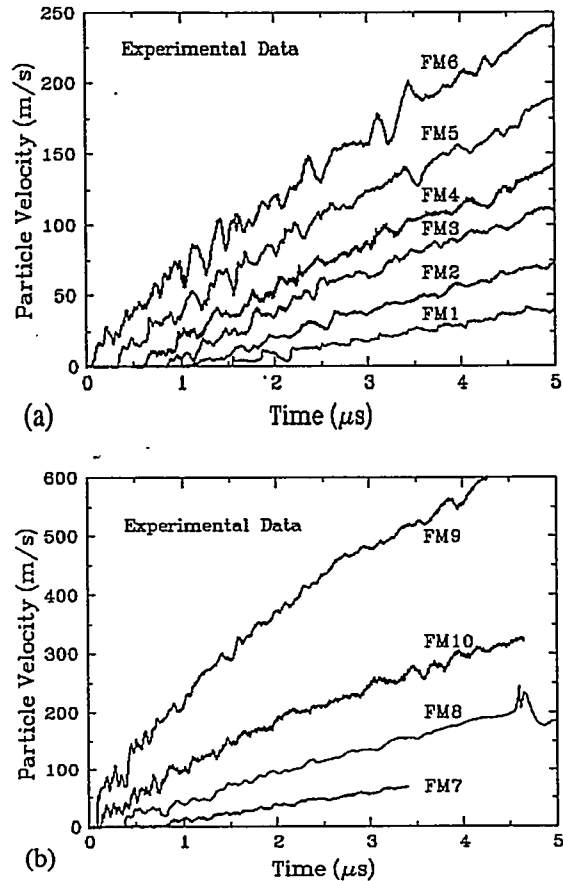 250
Experimental Data
FM6
200
FM5
150
FM4
100
FM3
FM2
50
FM1
0
Particle Velocity (m/s)
0 1 2 3 4 5
(a)
Time (μs)
600
Experimental Data
FM9
500
400
FM10
300
200
FM8
100
FM7
0
Particle Velocity (m/s)
0 1 2 3 4 5
(b)
Time (μs)